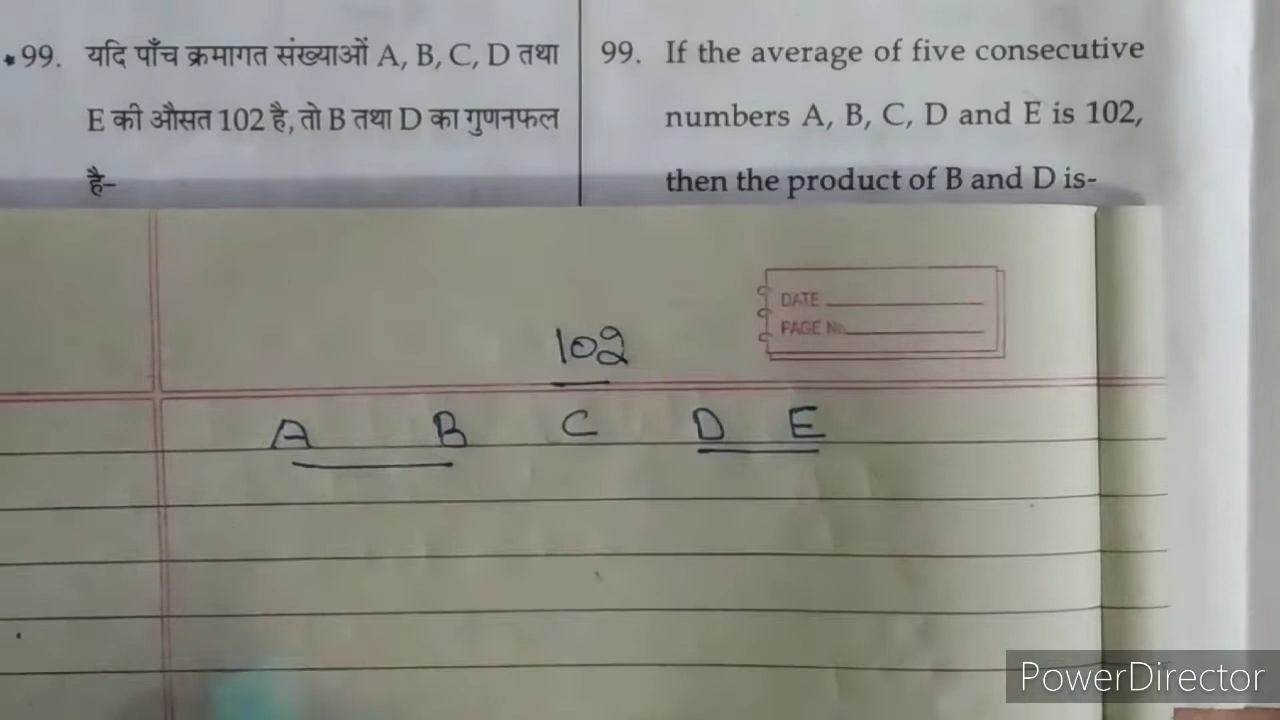 99. यदि पाँच क्रमागत संख्याओं A, B, C, D तथा
E की औसत 102 है, तो B तथा D का गुणनफल
है–
99. If the average of five consecutive
numbers A, B, C, D and E is 102,
then the product of B and D is-
DATE
PAGE No.
102
A B C D E
PowerDirector